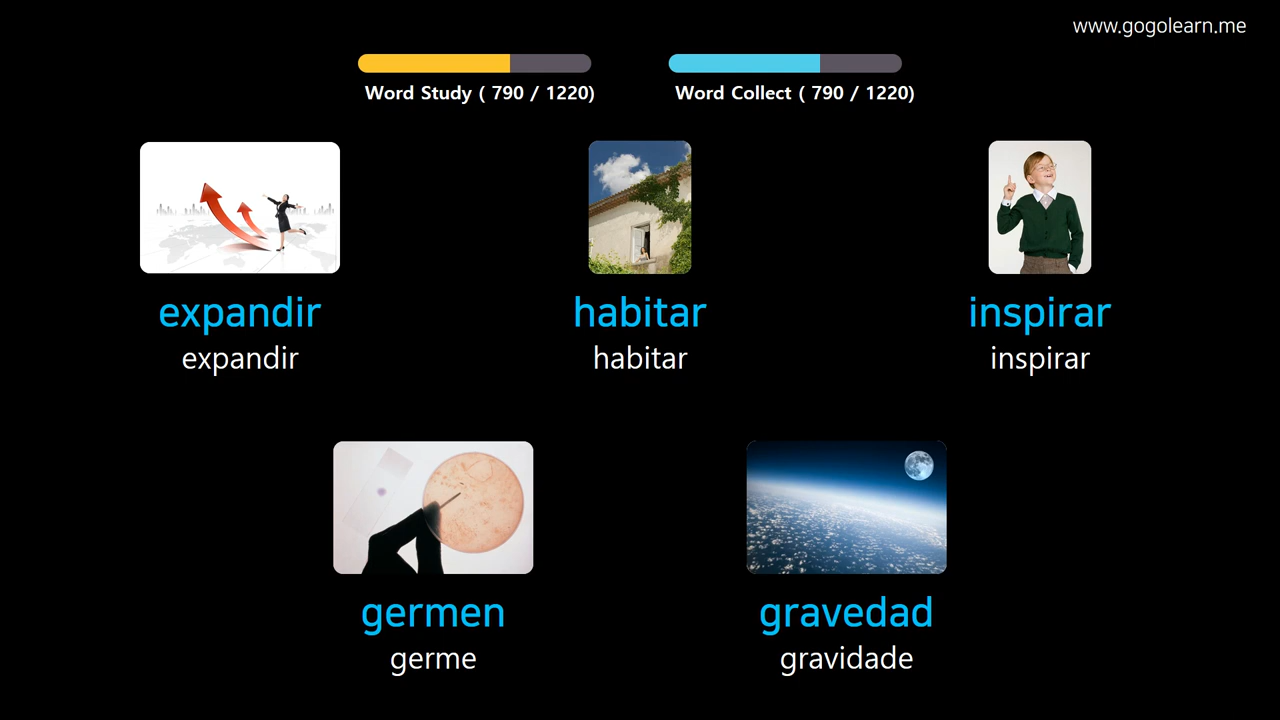 www.gogolearn.me
Word Study ( 790 / 1220)
Word Collect ( 790 / 1220)
expandir
expandir
habitar
habitar
inspirar
inspirar
germen
germe
gravedad
gravidade